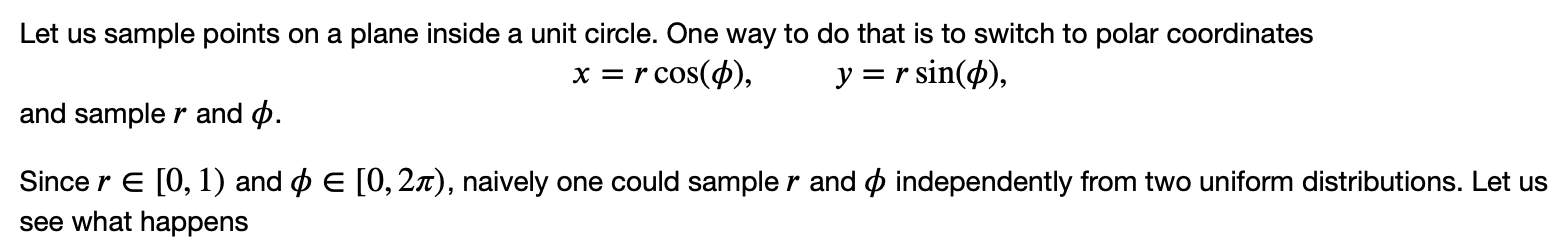 Let us sample points on a plane inside a unit circle. One way to do that is to switch to polar coordinates
x = r cos(ϕ), y = r sin(ϕ),
and sample r and ϕ.
Since r ∈ [0, 1) and ϕ ∈ [0, 2π), naively one could sample r and ϕ independently from two uniform distributions. Let us
see what happens